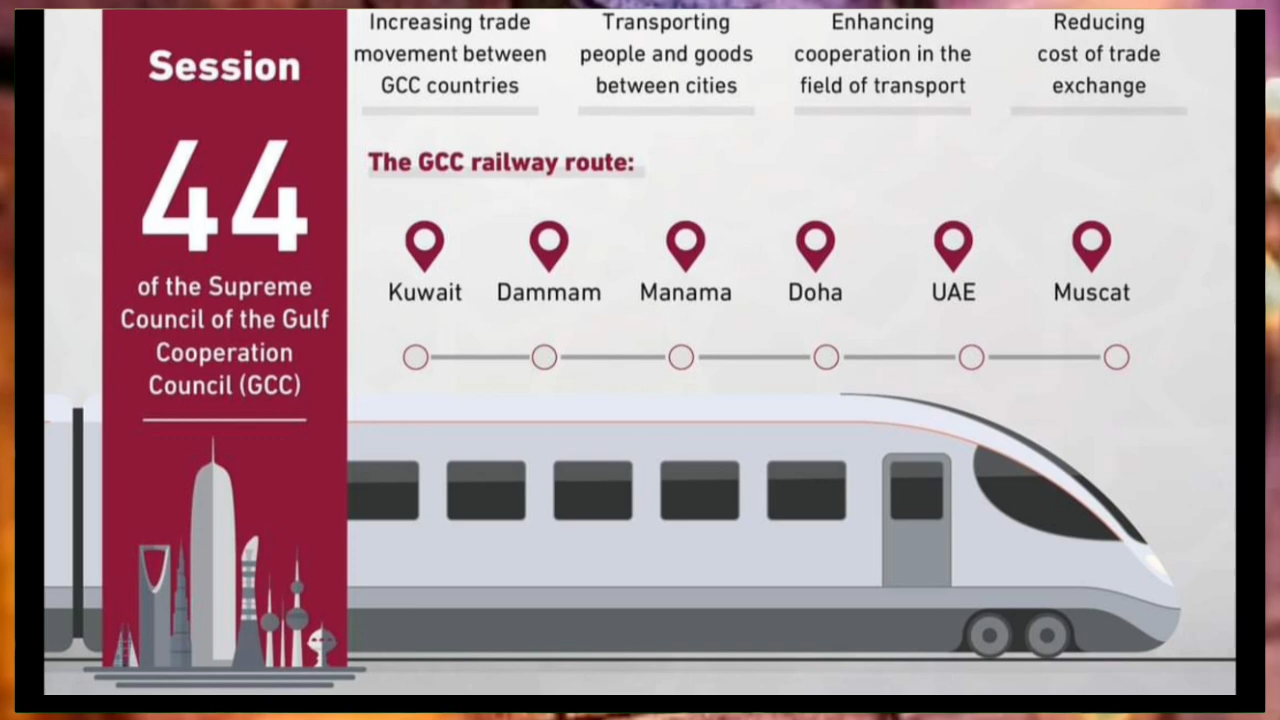 Session
44
of the Supreme
Council of the Gulf
Cooperation
Council (GCC)
Increasing trade
movement between
GCC countries
Transporting
people and goods
between cities
Enhancing
cooperation in the
field of transport
Reducing
cost of trade
exchange
The GCC railway route:
Kuwait
Dammam
Manama
Doha
UAE
Muscat